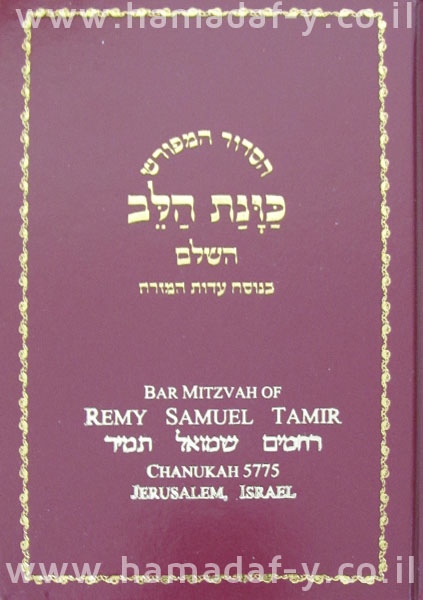 www.hamadaf-y.co.il
הסדור המפורש
כַּוָּנַת הַלֵּב
השלם
בנוסח עדות המזרח
BAR MITZVAH OF
REMY SAMUEL TAMIR
רחמים שמואל תמיר
CHANUKAH 5775
JERUSALEM, ISRAEL
www.hamadaf-y.co.il